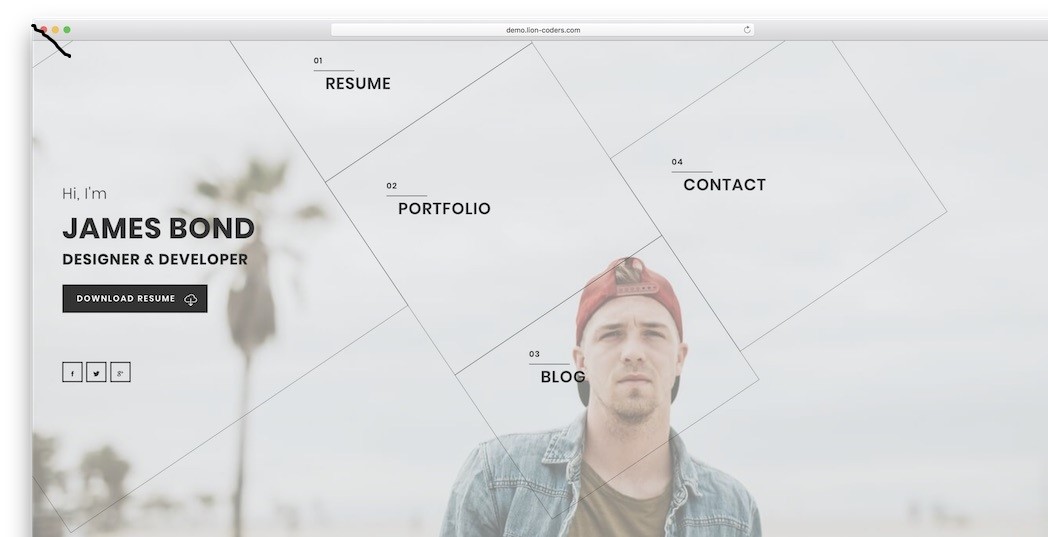 demo.lion-coders.com
01
RESUME
02
PORTFOLIO
03
BLOG
04
CONTACT
Hi, I'm
JAMES BOND
DESIGNER & DEVELOPER
DOWNLOAD RESUME
f
g+